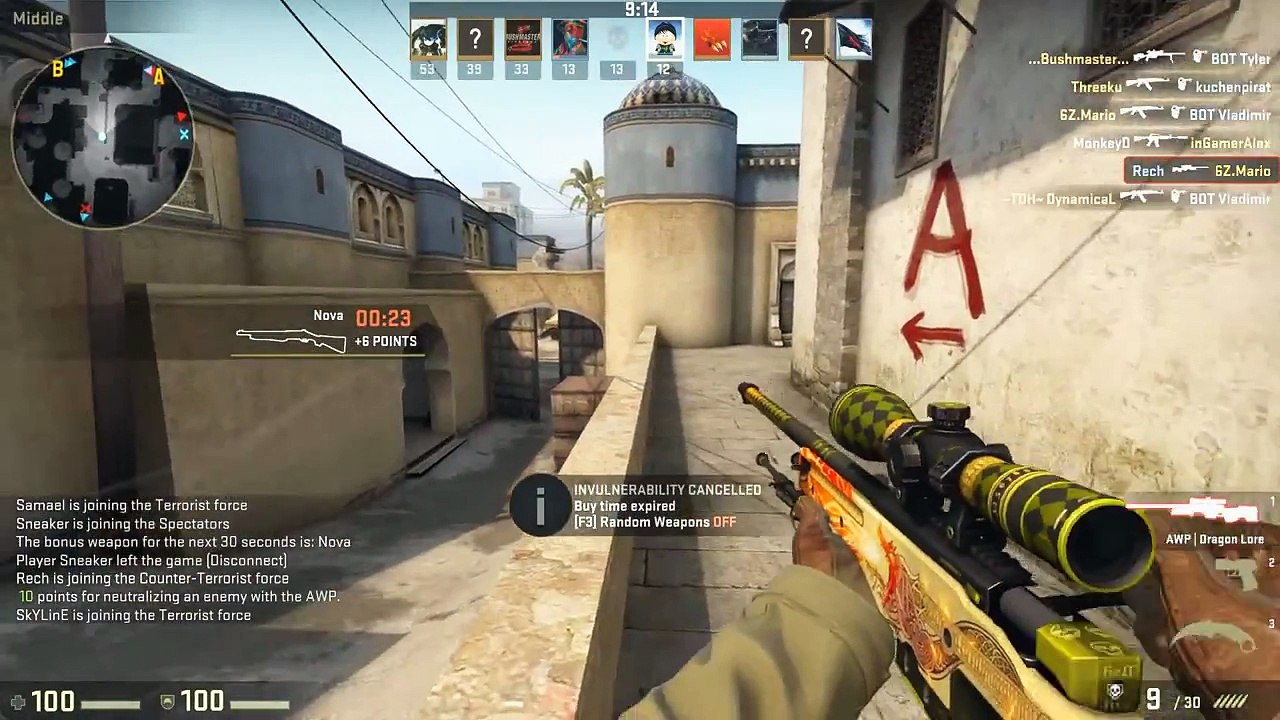 Middle
9:14
B
A
?
BUSHMASTER
?
53
39
33
13
13
12
...Bushmaster... BOT Tyler
Threeku kuchenpirat
6Z.Mario BOT Vladimir
MonkeyD inGamerAlnx
Rech 6Z.Mario
~TDH~ DynamicaL BOT Vladimir
A
Nova 00:23
+6 POINTS
INVULNERABILITY CANCELLED
Buy time expired
[F3] Random Weapons OFF
Samael is joining the Terrorist force
Sneaker is joining the Spectators
The bonus weapon for the next 30 seconds is: Nova
Player Sneaker left the game (Disconnect)
Rech is joining the Counter-Terrorist force
10 points for neutralizing an enemy with the AWP.
SKYLinE is joining the Terrorist force
1
AWP | Dragon Lore
2
3
100
100
9 / 30